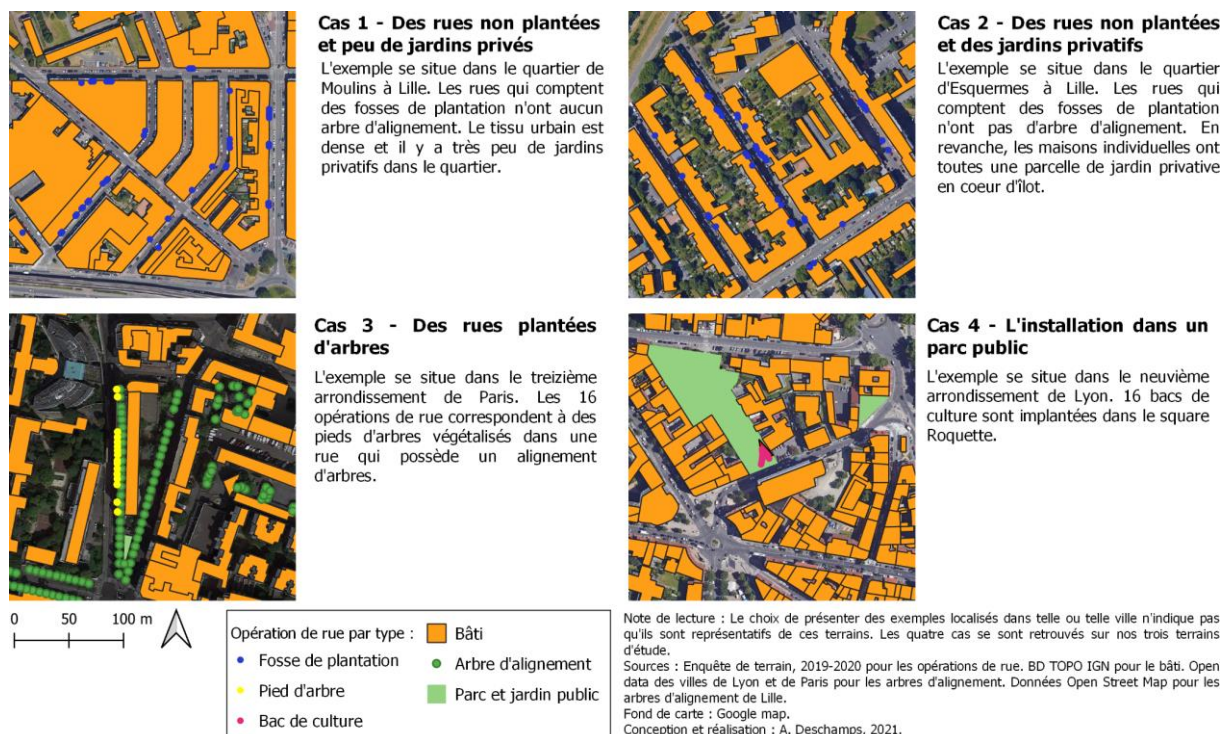 Cas 1 - Des rues non plantées
et peu de jardins privés
L'exemple se situe dans le quartier de
Moulins à Lille. Les rues qui comptent
des fosses de plantation n'ont aucun
arbre d'alignement. Le tissu urbain est
dense et il y a très peu de jardins
privatifs dans le quartier.
Cas 2 - Des rues non plantées
et des jardins privatifs
L'exemple se situe dans le quartier
d'Esquermes à Lille. Les rues qui
comptent des fosses de plantation
n'ont pas d'arbre d'alignement. En
revanche, les maisons individuelles ont
toutes une parcelle de jardin privative
en coeur d'îlot.
Cas 3 - Des rues plantées
d'arbres
L'exemple se situe dans le treizième
arrondissement de Paris. Les 16
opérations de rue correspondent à des
pieds d'arbres végétalisés dans une
rue qui possède un alignement
d'arbres.
Cas 4 - L'installation dans un
parc public
L'exemple se situe dans le neuvième
arrondissement de Lyon. 16 bacs de
culture sont implantées dans le square
Roquette.
0 50 100 m
Opération de rue par type :
Fosse de plantation
Pied d'arbre
Bac de culture
Bâti
Arbre d'alignement
Parc et jardin public
Note de lecture : Le choix de présenter des exemples localisés dans telle ou telle ville n'indique pas
qu'ils sont représentatifs de ces terrains. Les quatre cas se sont retrouvés sur nos trois terrains
d'étude.
Sources : Enquête de terrain, 2019-2020 pour les opérations de rue. BD TOPO IGN pour le bâti. Open
data des villes de Lyon et de Paris pour les arbres d'alignement. Données Open Street Map pour les
arbres d'alignement de Lille.
Fond de carte : Google map.
Conception et réalisation : A. Deschamps, 2021.